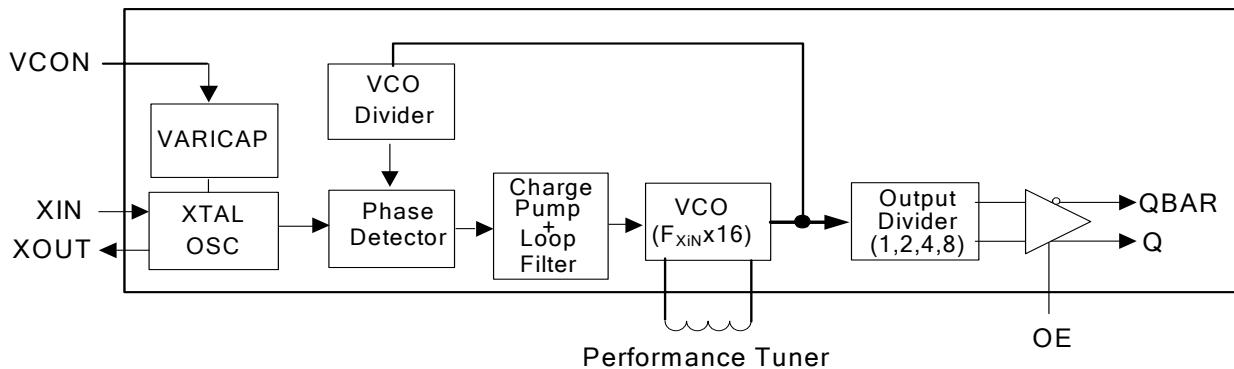 VCON
VCO
Divider
VARICAP
XIN
XOUT
XTAL
OSC
Phase
Detector
Charge
Pump
+
Loop
Filter
VCO
(FXiNx16)
Output
Divider
(1,2,4,8)
QBAR
Q
OE
Performance Tuner